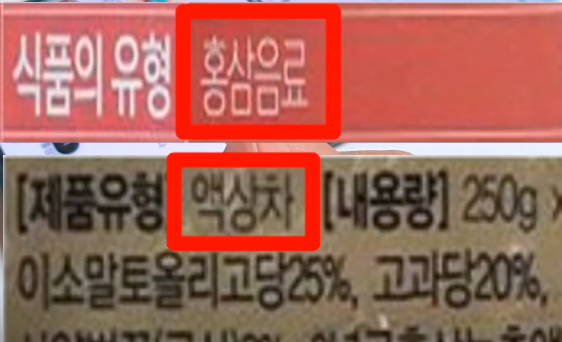 식품의 유형 홍삼음료
[제품유형] 액상차 [내용량] 250g ×
이소말토올리고당25%, 고과당20%,